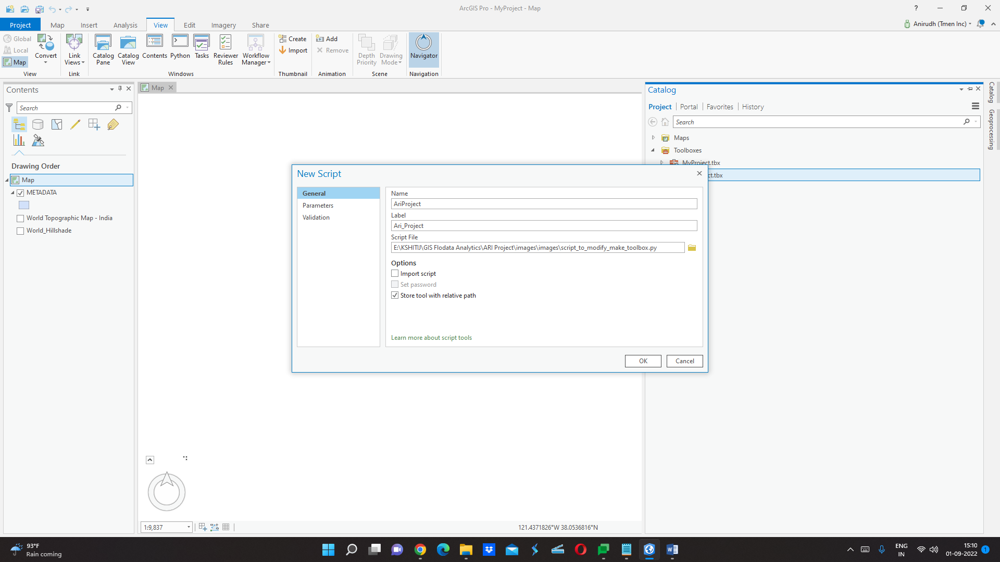 ArcGIS Pro - MyProject - Map
?
Project Map Insert Analysis View Edit Imagery Share
Anirudh (Tmen Inc)
Global
Local
Map
Convert
Link Views
Catalog Pane
Catalog View
Contents
Python
Tasks
Reviewer Rules
Workflow Manager
Create
Import
Add
Remove
Depth Priority
Drawing Mode
Navigator
View Link Windows Thumbnail Animation Scene Navigation
Contents
Search
Drawing Order
Map
METADATA
World Topographic Map - India
World_Hillshade
Map
1:9,837
121.4371826°W 38.0536816°N
New Script
General
Parameters
Validation
Name
AriProject
Label
Ari_Project
Script File
E:\KSHITIJ\GIS Flodata Analytics\ARI Project\images\images\script_to_modify_make_toolbox.py
Options
Import script
Set password
Store tool with relative path
Learn more about script tools
OK
Cancel
Catalog
Project Portal Favorites History
Search
Maps
Toolboxes
MyProject.tbx
ct.tbx
Catalog
Geoprocessing
93°F
Rain coming
ENG
IN
15:10
01-09-2022
1